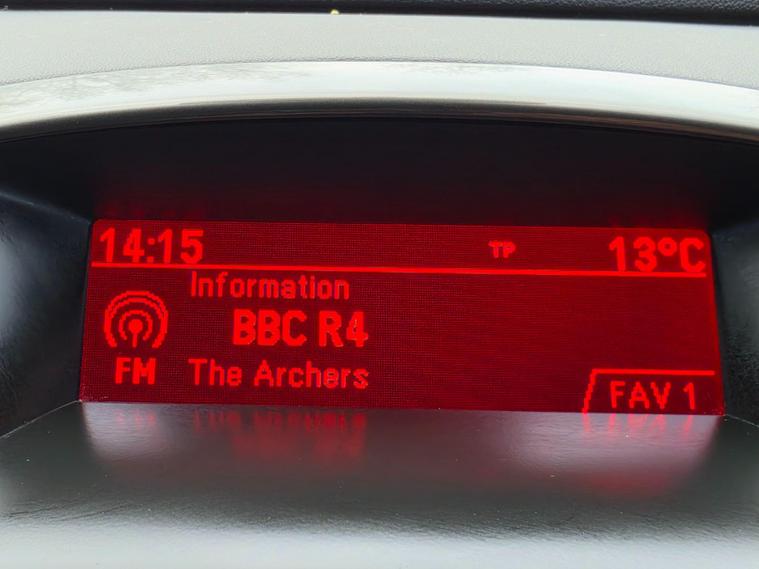 14:15 TP 13°C
Information
BBC R4
FM The Archers
FAV 1